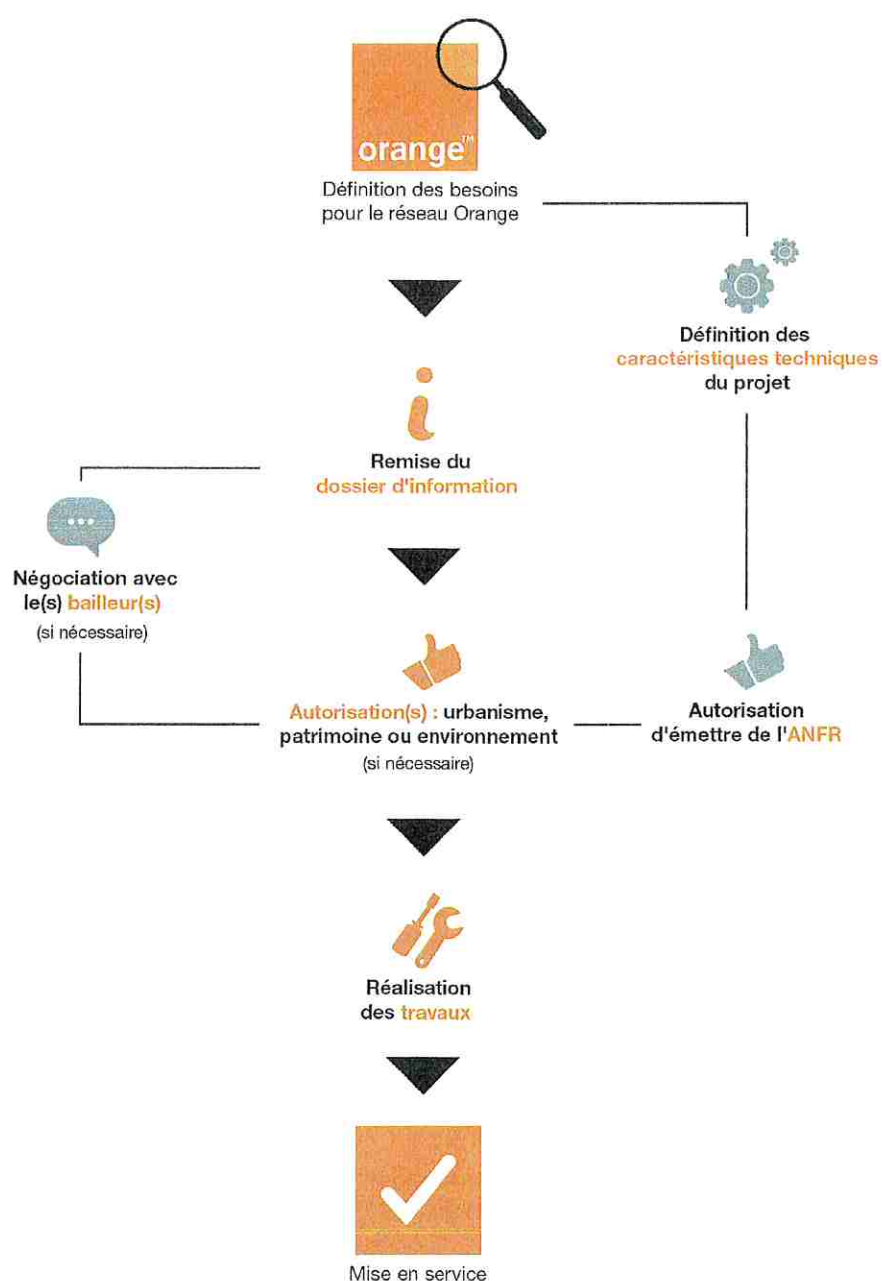 orange™
Définition des besoins
pour le réseau Orange
Définition des
caractéristiques techniques
du projet
Remise du
dossier d'information
Négociation avec
le(s) bailleur(s)
(si nécessaire)
Autorisation(s) : urbanisme,
patrimoine ou environnement
(si nécessaire)
Autorisation
d'émettre de l'ANFR
Réalisation
des travaux
Mise en service